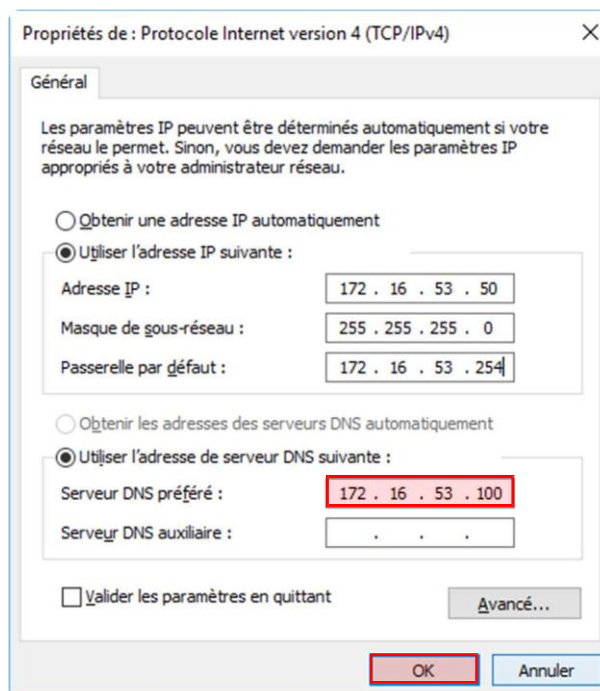 Propriétés de : Protocole Internet version 4 (TCP/IPv4)
Général
Les paramètres IP peuvent être déterminés automatiquement si votre
réseau le permet. Sinon, vous devez demander les paramètres IP
appropriés à votre administrateur réseau.
Obtenir une adresse IP automatiquement
Utiliser l'adresse IP suivante :
Adresse IP : 172 . 16 . 53 . 50
Masque de sous-réseau : 255 . 255 . 255 . 0
Passerelle par défaut : 172 . 16 . 53 . 254
Obtenir les adresses des serveurs DNS automatiquement
Utiliser l'adresse de serveur DNS suivante :
Serveur DNS préféré : 172 . 16 . 53 . 100
Serveur DNS auxiliaire : . . .
Valider les paramètres en quittant
Avancé...
OK Annuler